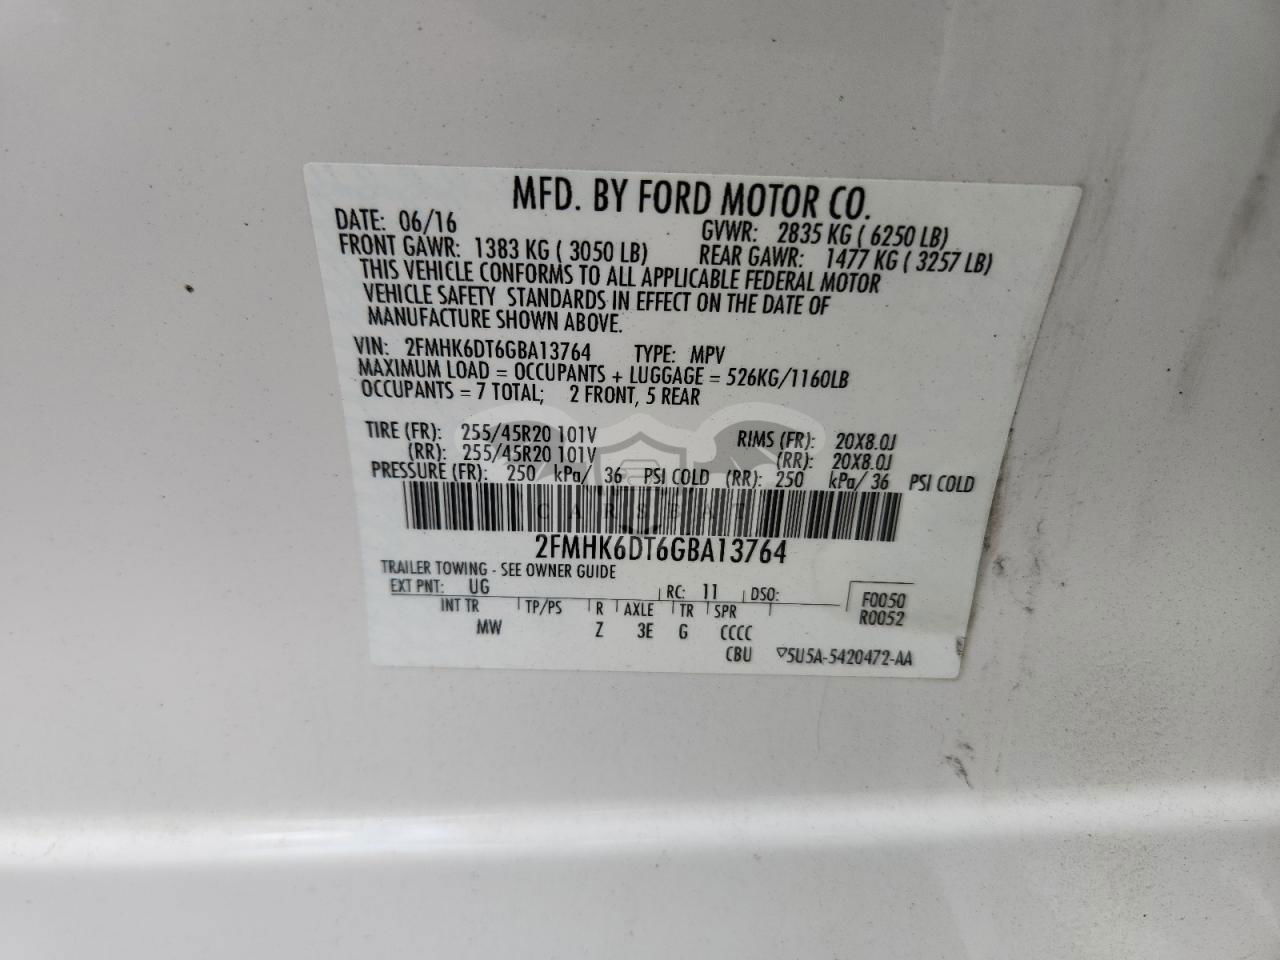 MFD. BY FORD MOTOR CO.
DATE: 06/16 GVWR: 2835 KG ( 6250 LB)
FRONT GAWR: 1383 KG ( 3050 LB) REAR GAWR: 1477 KG ( 3257 LB)
THIS VEHICLE CONFORMS TO ALL APPLICABLE FEDERAL MOTOR
VEHICLE SAFETY STANDARDS IN EFFECT ON THE DATE OF
MANUFACTURE SHOWN ABOVE.
VIN: 2FMHK6DT6GBA13764 TYPE: MPV
MAXIMUM LOAD = OCCUPANTS + LUGGAGE = 526KG/1160LB
OCCUPANTS = 7 TOTAL; 2 FRONT, 5 REAR
TIRE (FR): 255/45R20 101V RIMS (FR): 20X8.0J
(RR): 255/45R20 101V (RR): 20X8.0J
PRESSURE (FR): 250 kPa/ 36 PSI COLD (RR): 250 kPa/ 36 PSI COLD
CARSBAT
2FMHK6DT6GBA13764
TRAILER TOWING - SEE OWNER GUIDE
EXT PNT: UG RC: 11 DSO: F0050
INT TR TP/PS R AXLE TR SPR R0052
MW Z 3E G CCCC
CBU 5U5A-5420472-AA